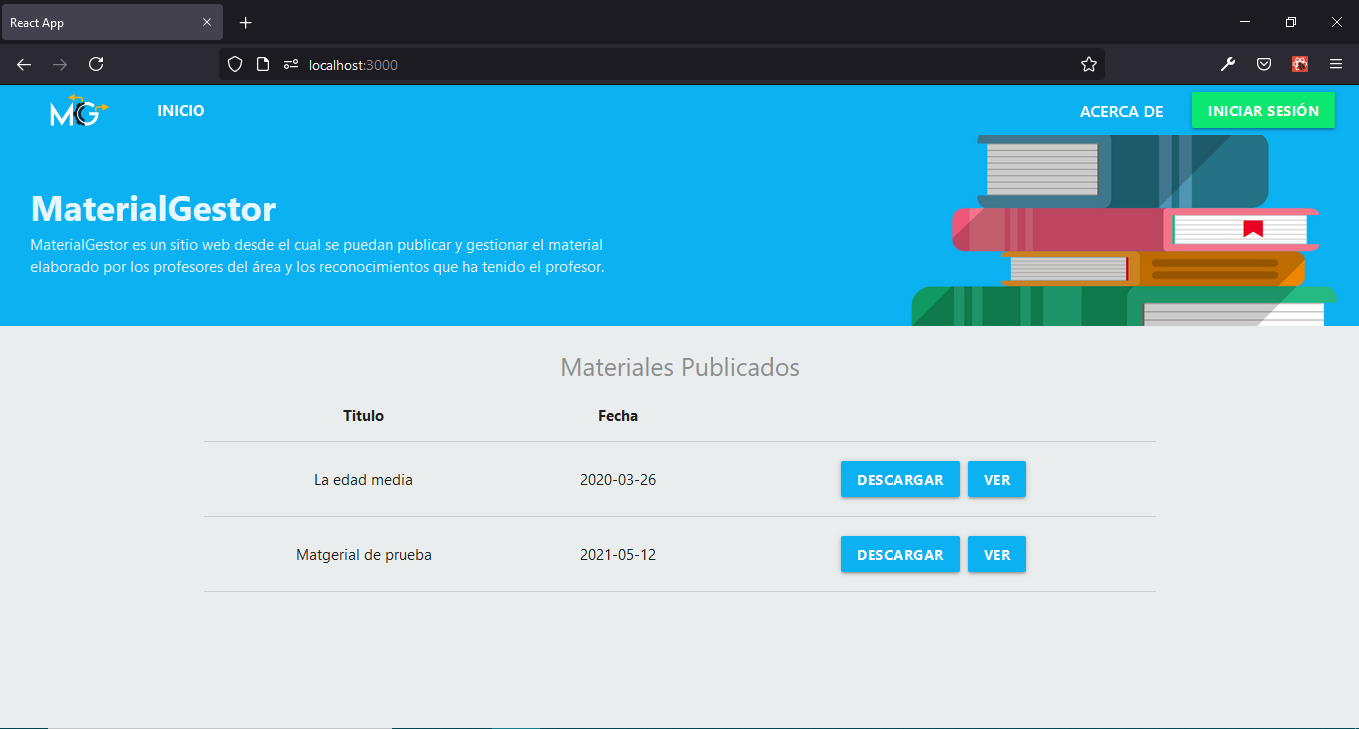 React App
localhost:3000
MG INICIO ACERCA DE INICIAR SESIÓN
MaterialGestor
MaterialGestor es un sitio web desde el cual se puedan publicar y gestionar el material
elaborado por los profesores del área y los reconocimientos que ha tenido el profesor.
Materiales Publicados
Titulo Fecha
La edad media 2020-03-26 DESCARGAR VER
Matgerial de prueba 2021-05-12 DESCARGAR VER